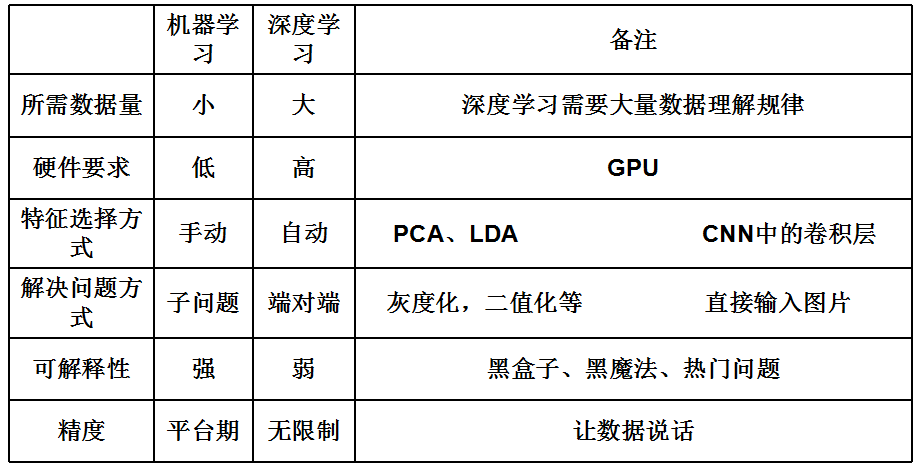 机器学习 深度学习 备注
所需数据量 小 大 深度学习需要大量数据理解规律
硬件要求 低 高 GPU
特征选择方式 手动 自动 PCA、LDA CNN中的卷积层
解决问题方式 子问题 端对端 灰度化，二值化等 直接输入图片
可解释性 强 弱 黑盒子、黑魔法、热门问题
精度 平台期 无限制 让数据说话